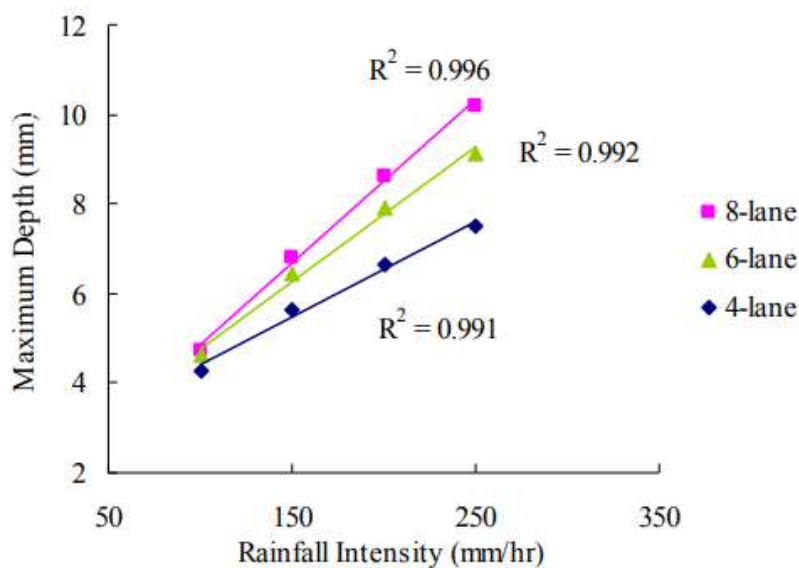 12
R² = 0.996
10
R² = 0.992
8
8-lane
6-lane
6
4-lane
R² = 0.991
4
2
50
150
250
350
Maximum Depth (mm)
Rainfall Intensity (mm/hr)